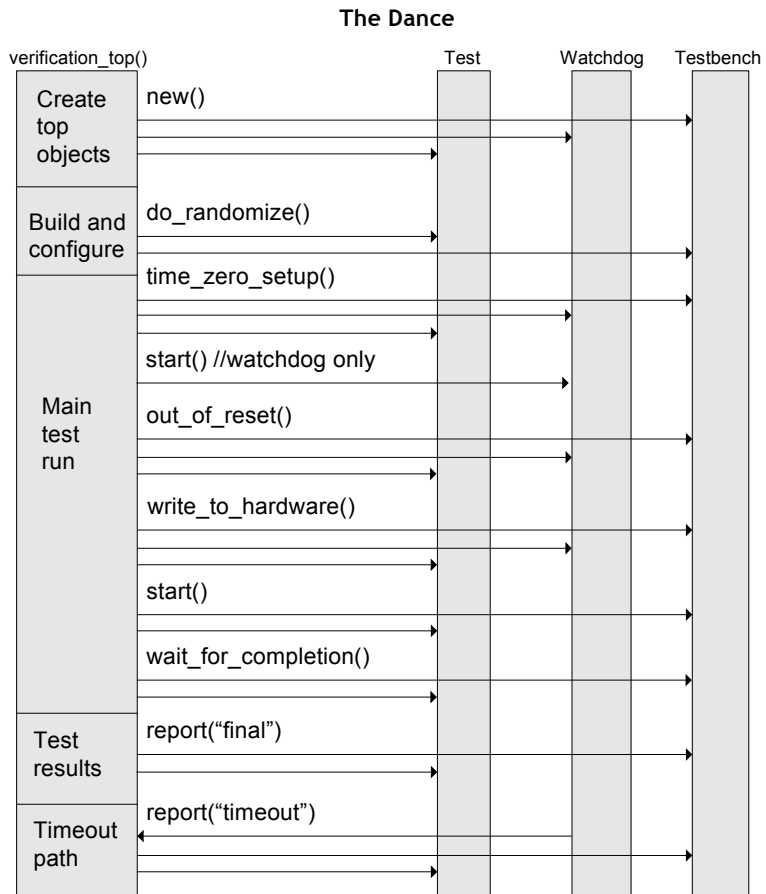 The Dance
verification_top()
Test
Watchdog
Testbench
Create
top
objects
new()
Build and
configure
do_randomize()
Main
test
run
time_zero_setup()
start() //watchdog only
out_of_reset()
write_to_hardware()
start()
wait_for_completion()
Test
results
report(“final”)
Timeout
path
report(“timeout”)